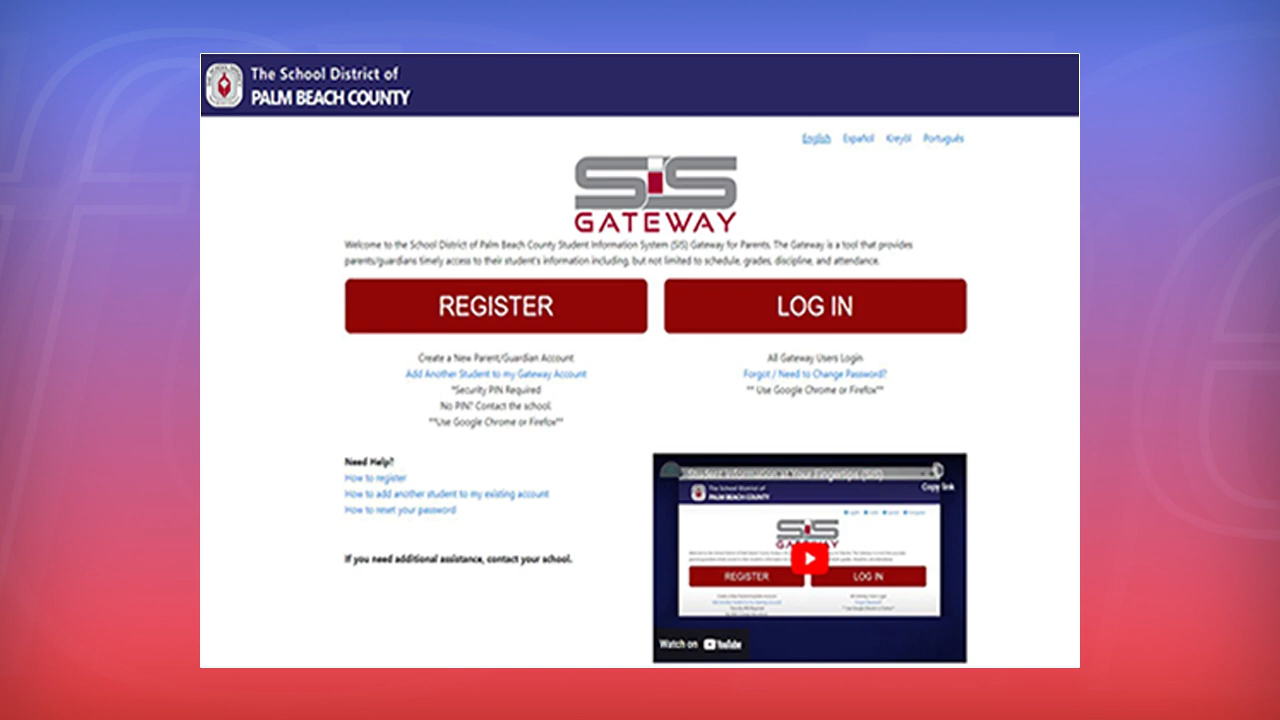 The School District of
PALM BEACH COUNTY
English Español Kreyòl Português
SiS
GATEWAY
Welcome to the School District of Palm Beach County Student Information System (SIS) Gateway for Parents. The Gateway is a tool that provides
parents/guardians timely access to their student's information including, but not limited to schedule, grades, discipline, and attendance.
REGISTER
LOG IN
Create a New Parent/Guardian Account
Add Another Student to my Gateway Account
*Security PIN Required
No PIN? Contact the school.
**Use Google Chrome or Firefox**
All Gateway Users Login
Forgot / Need to Change Password?
** Use Google Chrome or Firefox**
Need Help?
How to register
How to add another student to my existing account
How to reset your password
If you need additional assistance, contact your school.
Student Information at Your Fingertips (SIS)
Copy link
The School District of
PALM BEACH COUNTY
SiS
GATEWAY
REGISTER
LOG IN
Watch on YouTube